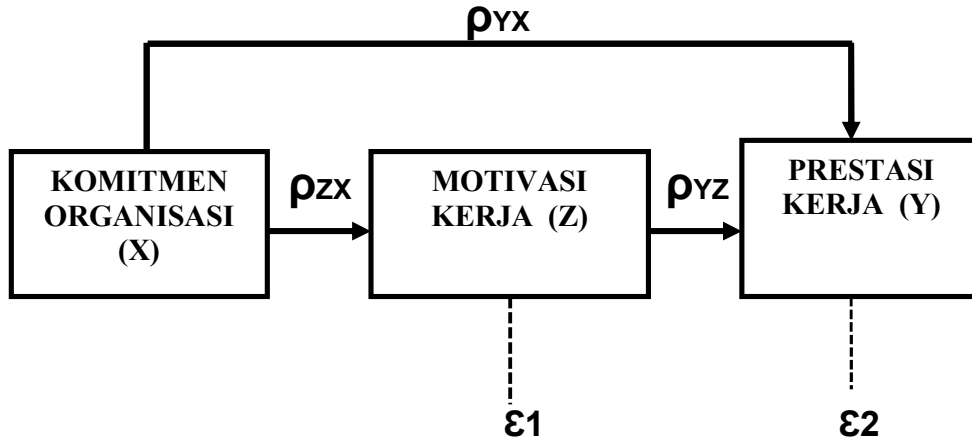 ρYX
KOMITMEN
ORGANISASI
(X)
ρZX
MOTIVASI
KERJA (Z)
ρYZ
PRESTASI
KERJA (Y)
ε1
ε2